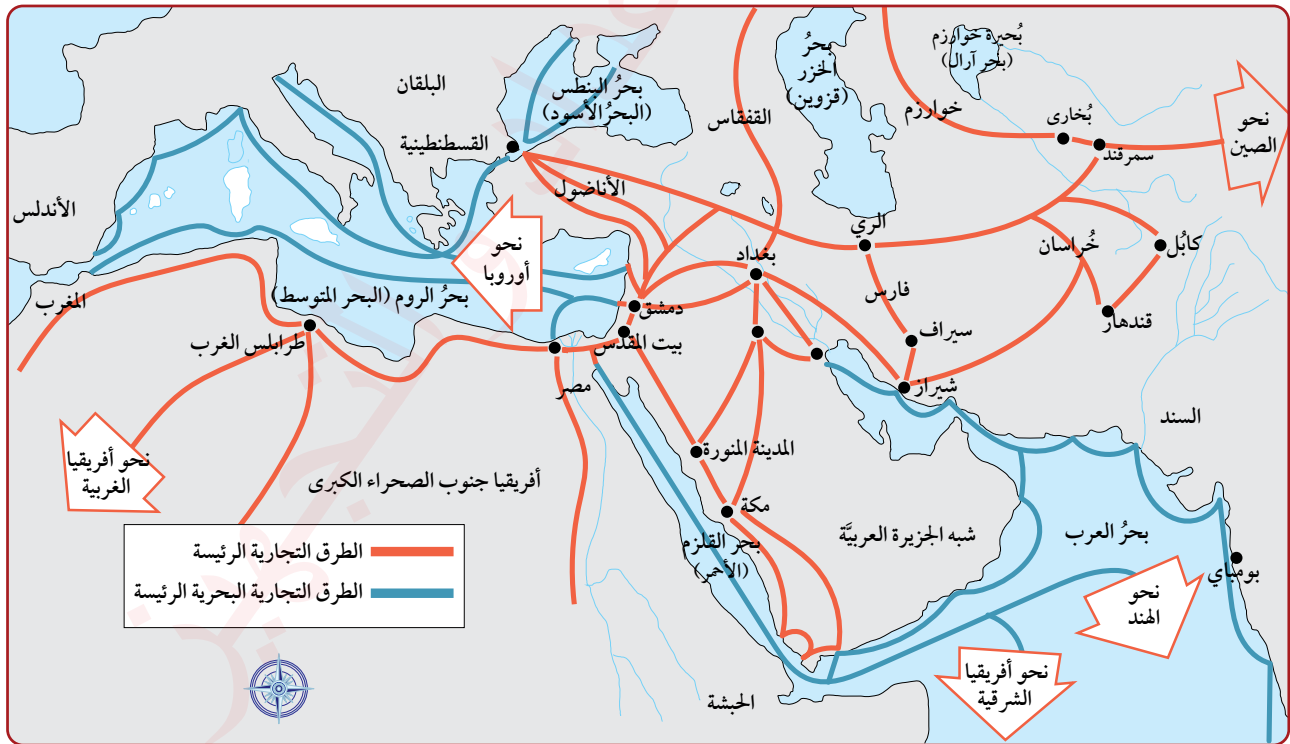 بُحيرة خوارزم
(بحر آرال)
بحرُ
الخزر
(قزوين)
خوارزم
بُخارى
سمرقند
نحو
الصين
البلقان
بحرُ البنطس
(البحرُ الأسود)
القفقاس
القسطنطينية
الأناضول
الأندلس
نحو
أوروبا
الري
خُراسان
كابُل
بغداد
فارس
قندهار
المغرب
بحرُ الروم (البحر المتوسط)
دمشق
سيراف
طرابلس الغرب
بيت المقدس
شيراز
مصر
السند
المدينة المنورة
نحو أفريقيا
الغربية
أفريقيا جنوب الصحراء الكبرى
مكة
شبه الجزيرة العربيَّة
بحرُ العرب
بحر القلزم
(الأحمر)
بومباي
نحو
الهند
الطرق التجارية الرئيسة
الطرق التجارية البحرية الرئيسة
نحو أفريقيا
الشرقية
الحبشة